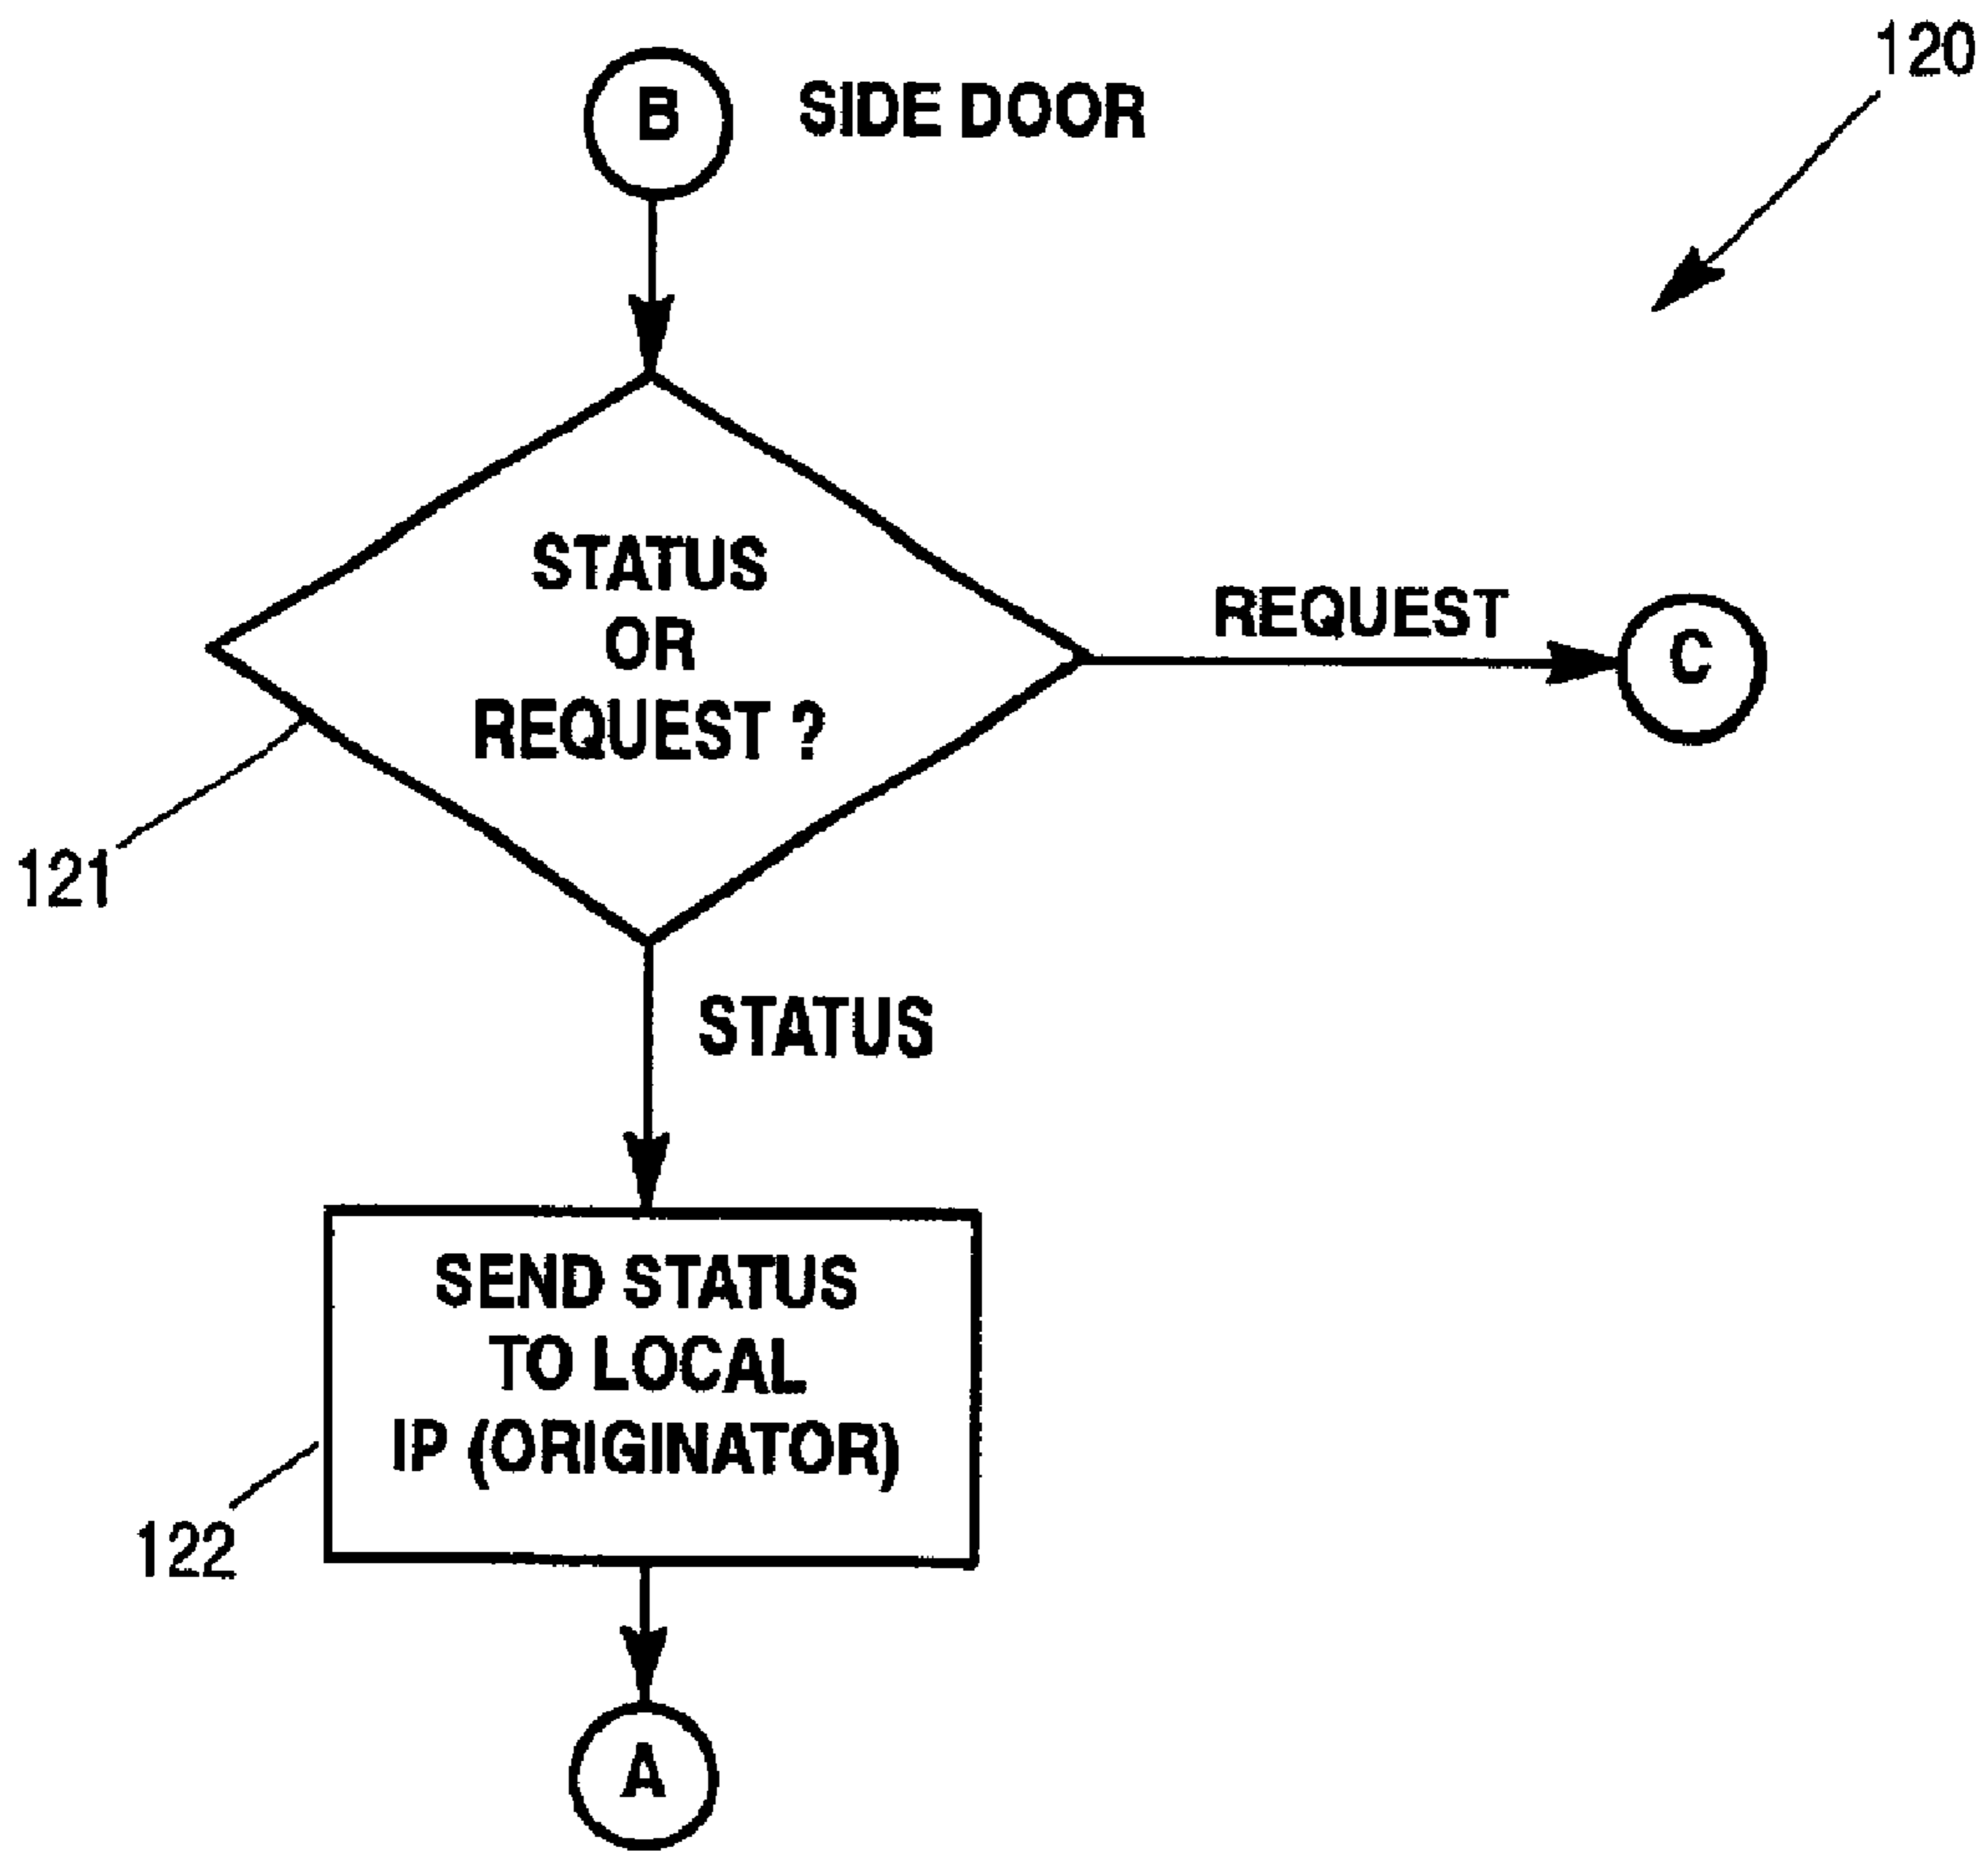 120
B
SIDE DOOR
STATUS
OR
REQUEST ?
REQUEST
C
121
STATUS
SEND STATUS
TO LOCAL
IP (ORIGINATOR)
122
A